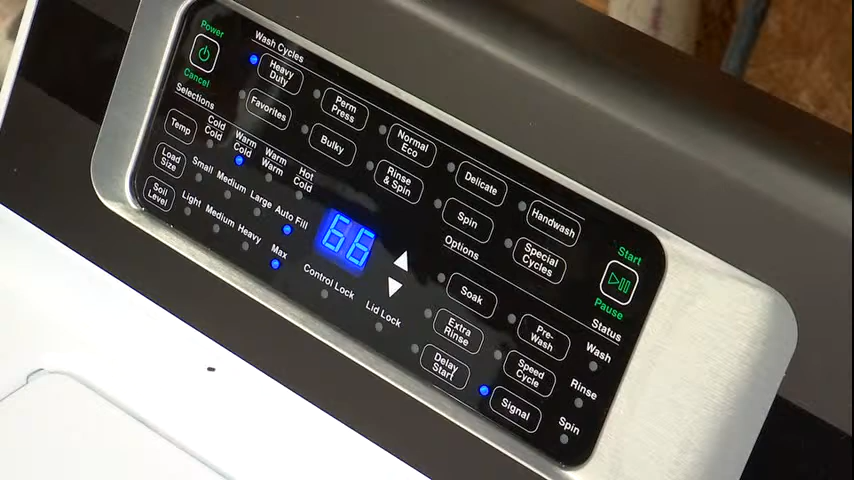 Power
Cancel
Wash Cycles
Heavy
Duty
Favorites
Perm
Press
Bulky
Normal
Eco
Rinse
& Spin
Delicate
Spin
Handwash
Special
Cycles
Selections
Temp
Cold
Cold
Warm
Cold
Warm
Warm
Hot
Cold
Load
Size
Small
Medium
Large
Auto Fill
Soil
Level
Light
Medium
Heavy
Max
66
Control Lock
Lid Lock
Options
Soak
Extra
Rinse
Delay
Start
Pre-
Wash
Speed
Cycle
Signal
Start
Pause
Status
Wash
Rinse
Spin